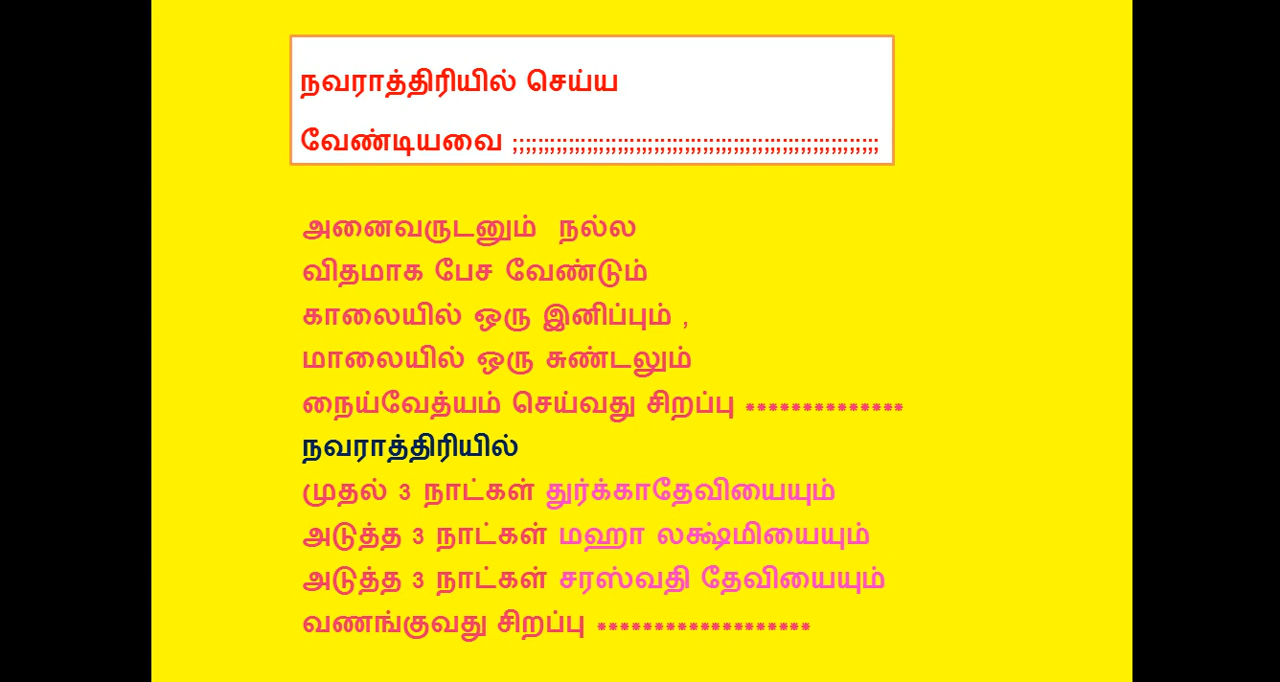 நவராத்திரியில் செய்ய
வேண்டியவை ;;;;;;;;;;;;;;;;;;;;;;;;;;;;;;;;;;;;;;;;;;;;;;;;;;;;;;;;;;;;
அனைவருடனும் நல்ல
விதமாக பேச வேண்டும்
காலையில் ஒரு இனிப்பும் ,
மாலையில் ஒரு சுண்டலும்
நைய்வேத்யம் செய்வது சிறப்பு **************
நவராத்திரியில்
முதல் 3 நாட்கள் துர்க்காதேவியையும்
அடுத்த 3 நாட்கள் மஹா லக்ஷ்மியையும்
அடுத்த 3 நாட்கள் சரஸ்வதி தேவியையும்
வணங்குவது சிறப்பு *******************